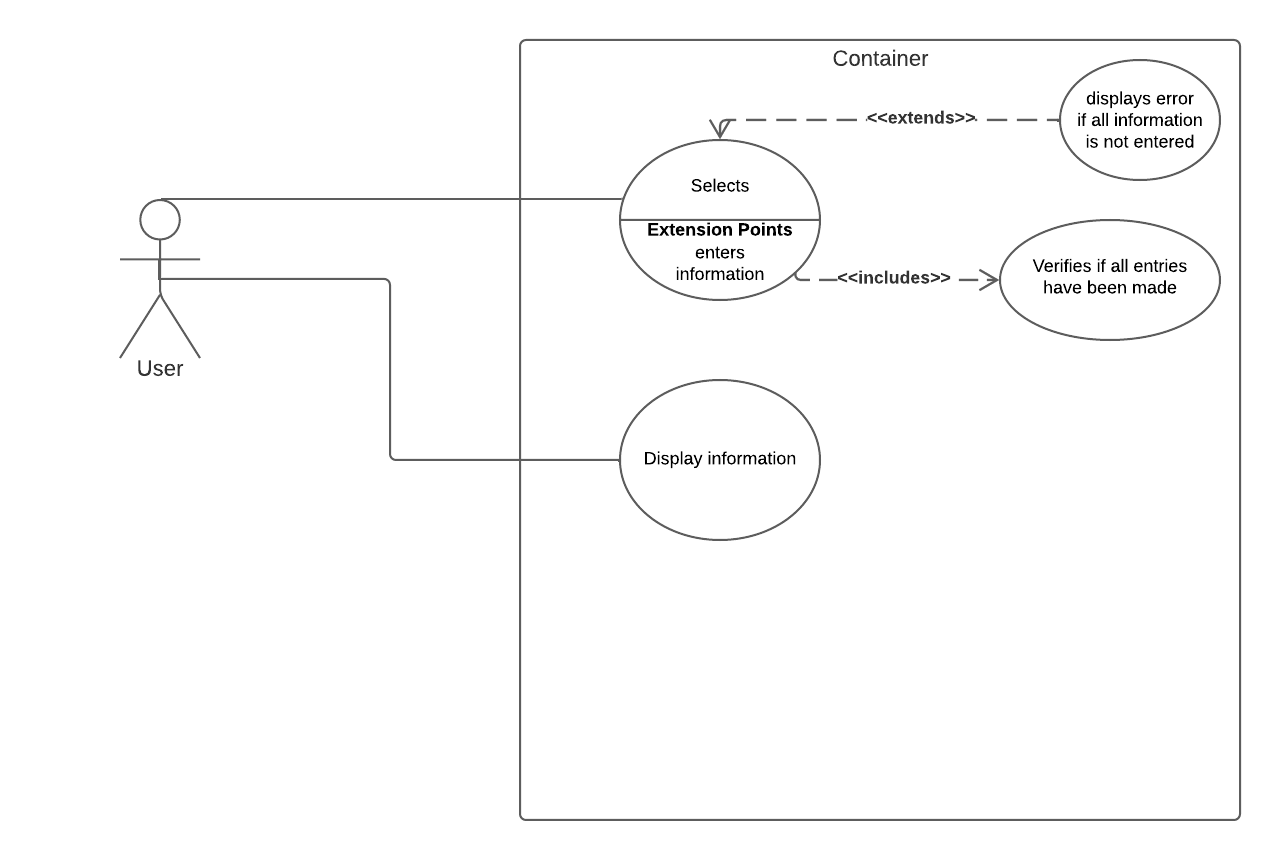 Container
displays error
if all information
is not entered
<<extends>>
Selects
Extension Points
enters
information
<<includes>>
Verifies if all entries
have been made
User
Display information